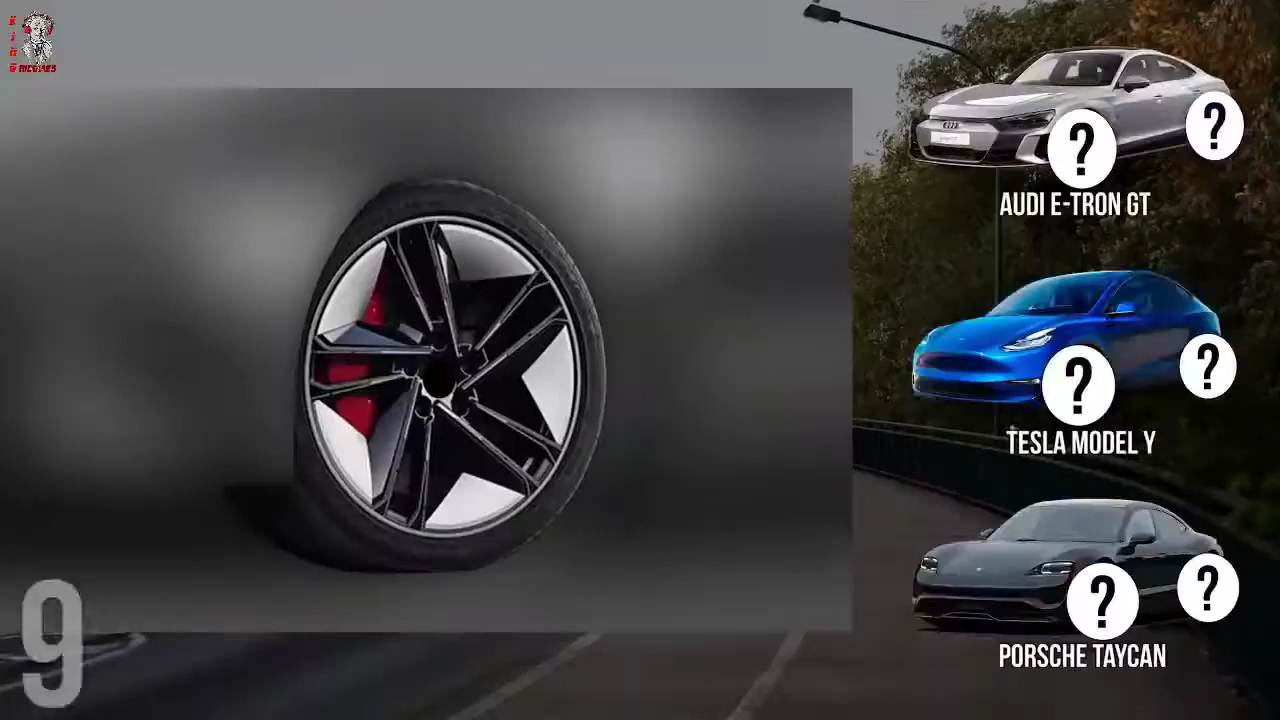 9
?
?
AUDI E-TRON GT
?
?
TESLA MODEL Y
?
?
PORSCHE TAYCAN